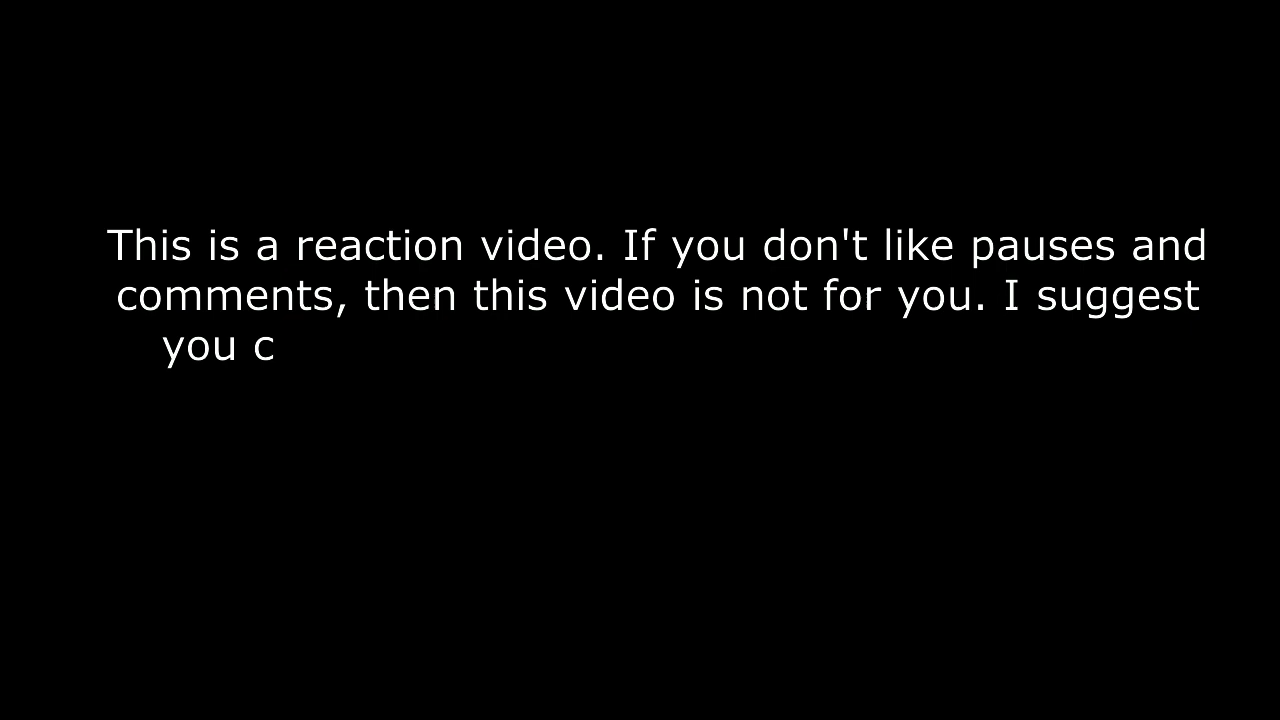 This is a reaction video. If you don't like pauses and
comments, then this video is not for you. I suggest
you c